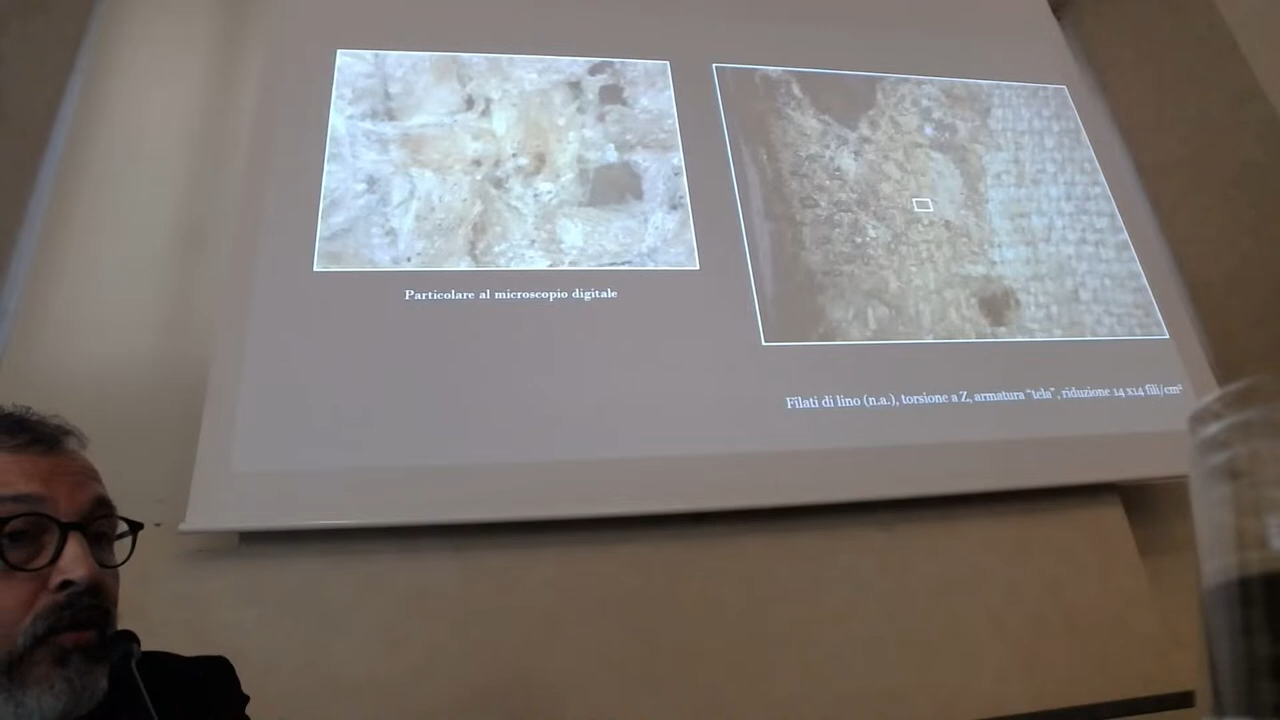 Particolare al microscopio digitale
Filati di lino (n.a.), torsione a Z, armatura “tela”, riduzione 14 x14 fili/cm²